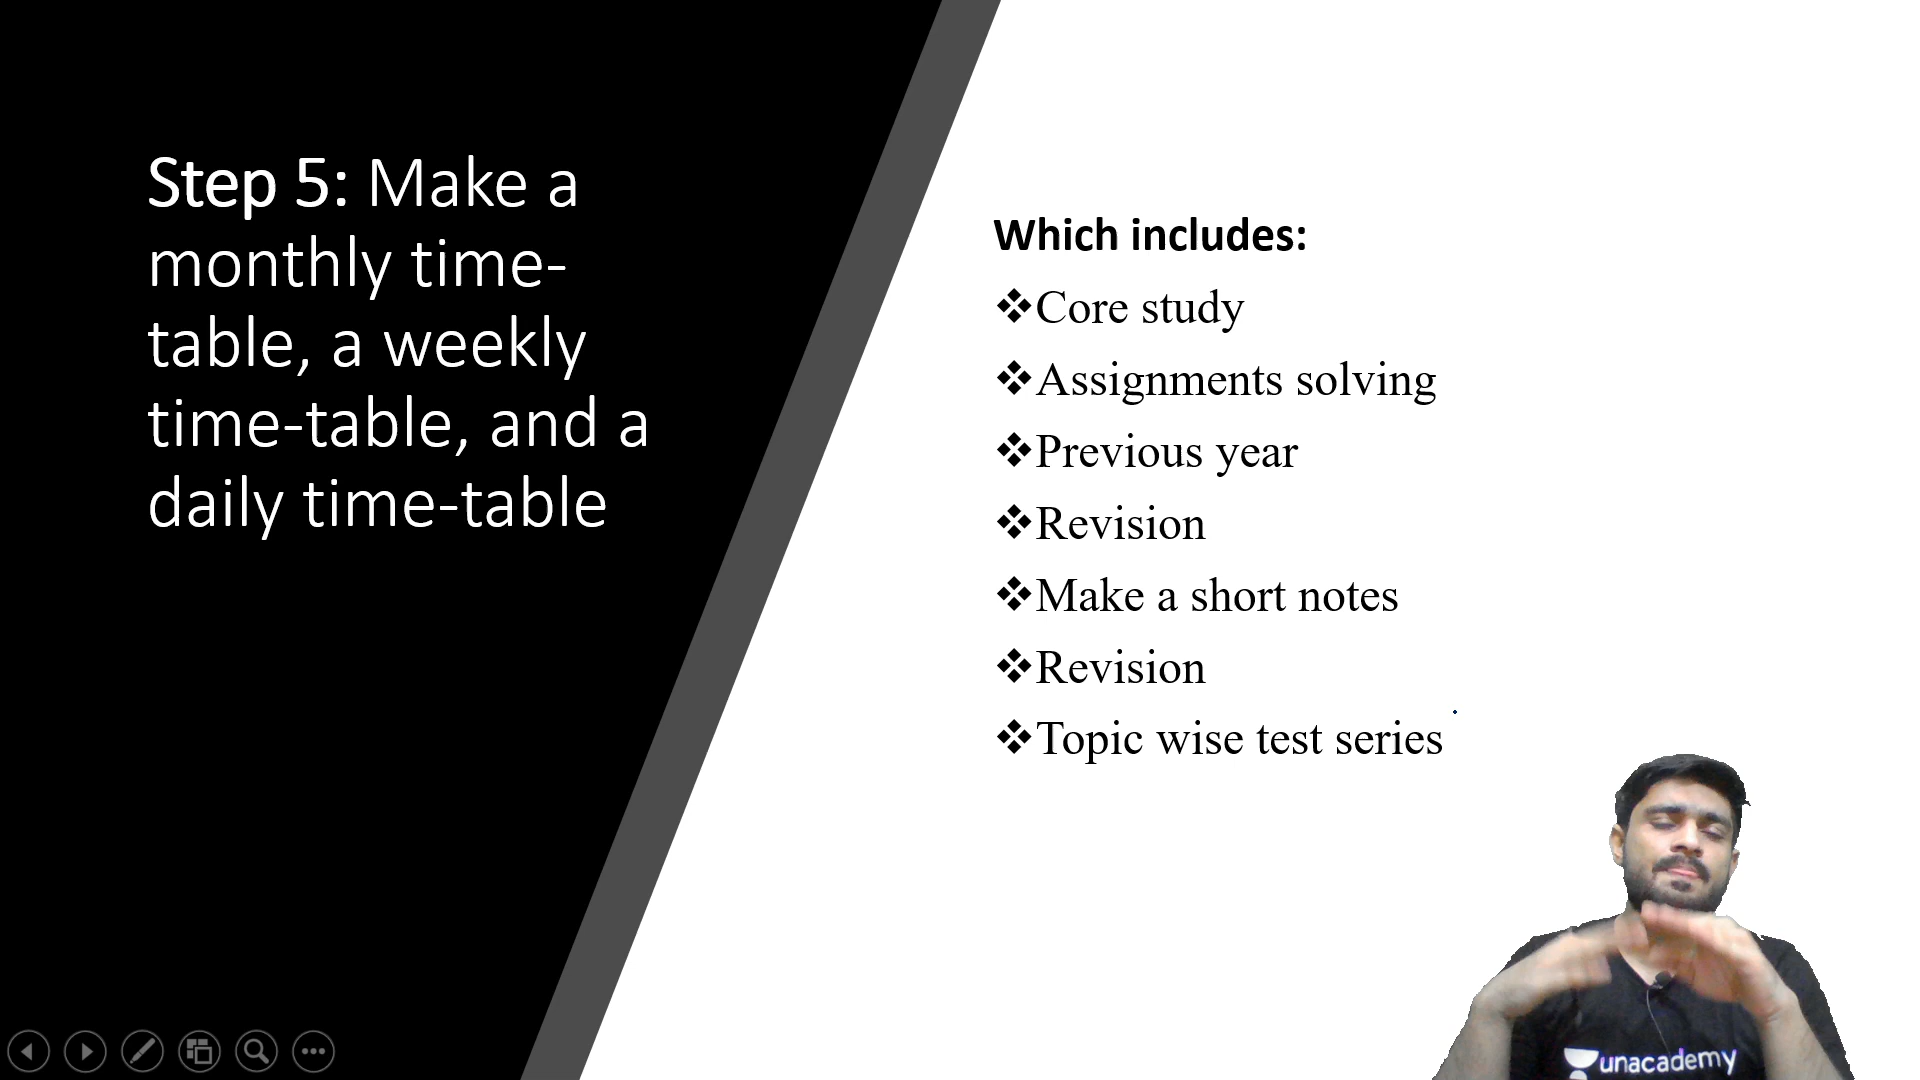 Step 5: Make a
monthly time-
table, a weekly
time-table, and a
daily time-table
Which includes:
❖Core study
❖Assignments solving
❖Previous year
❖Revision
❖Make a short notes
❖Revision
❖Topic wise test series
unacademy